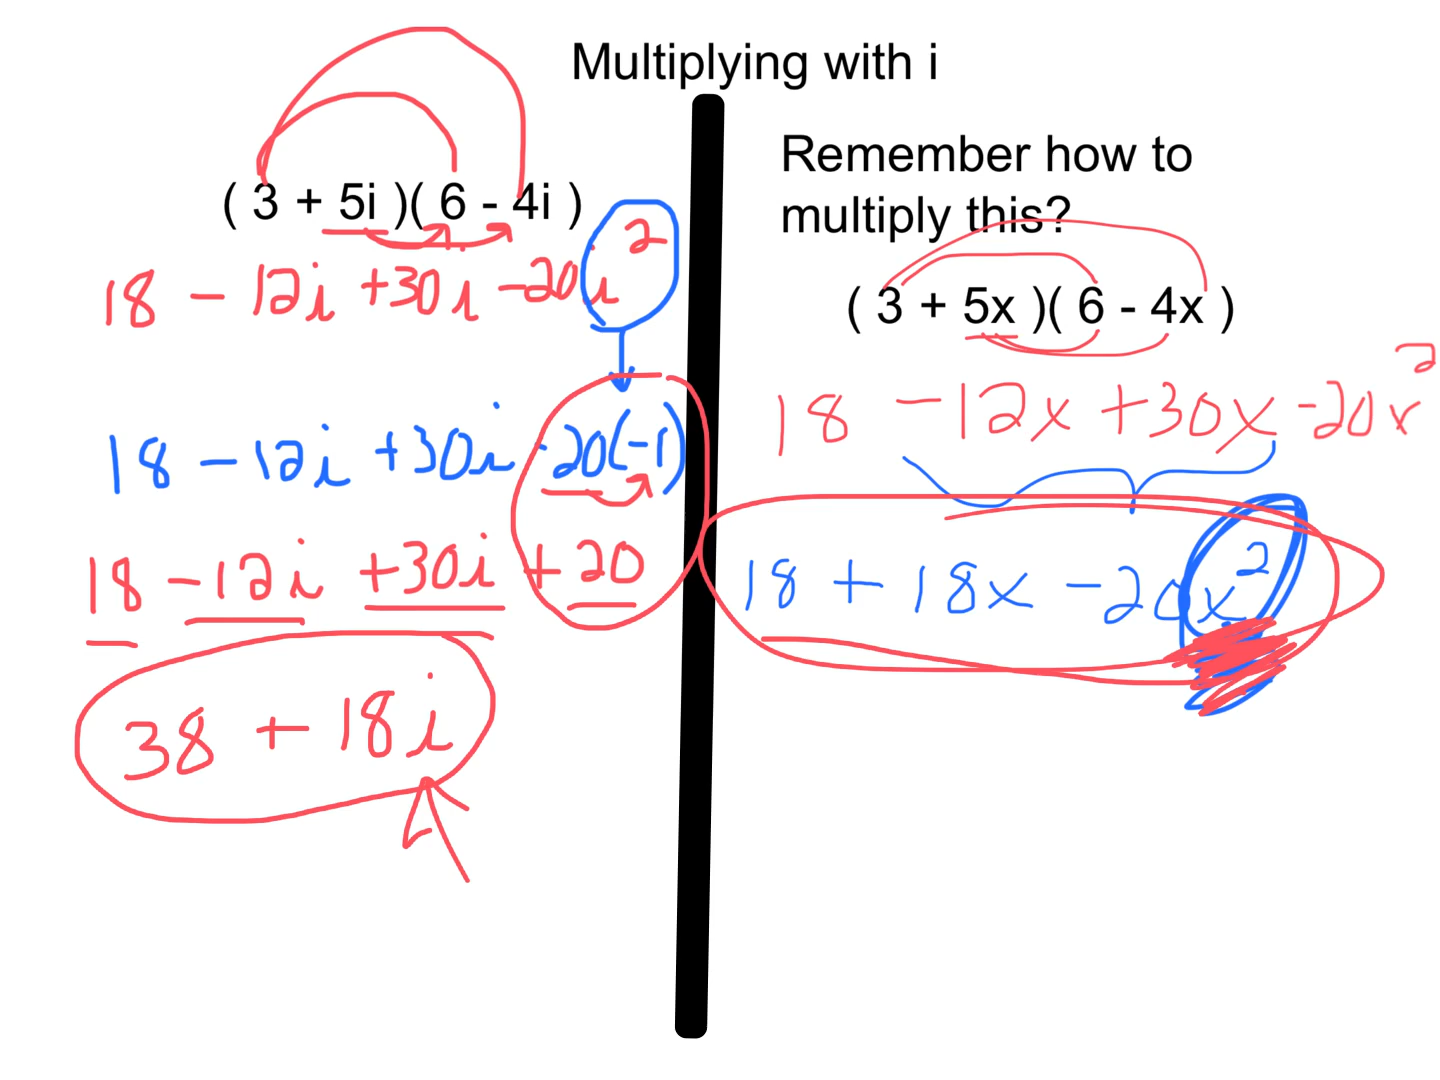 Multiplying with i
( 3 + 5i )( 6 - 4i )
18 - 12i +30i -20i²
18 - 12i +30i -20(-1)
18 -12i +30i +20
38 + 18i
Remember how to
multiply this?
( 3 + 5x )( 6 - 4x )
18 -12x +30x -20x²
18 + 18x -20x²